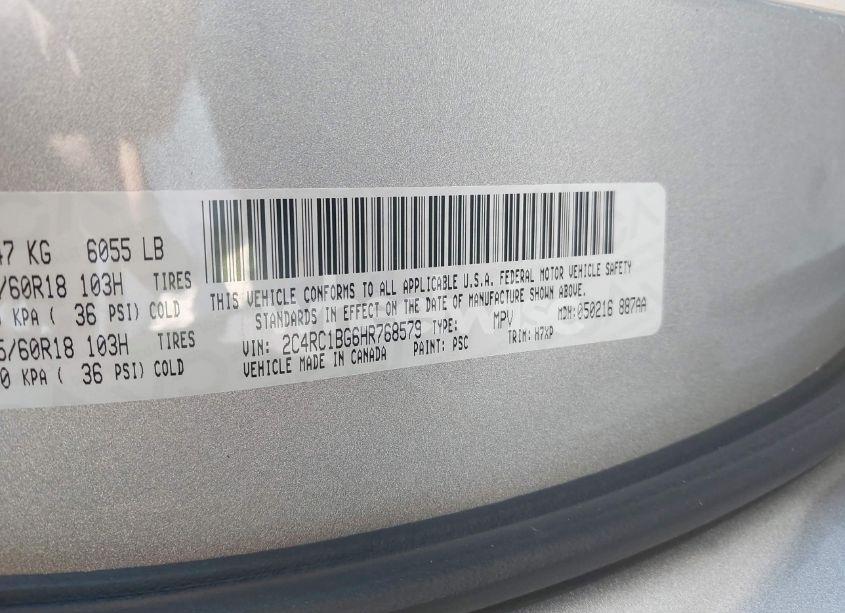 47 KG 6055 LB
/60R18 103H TIRES
KPA ( 36 PSI) COLD
5/60R18 103H TIRES
0 KPA ( 36 PSI) COLD
THIS VEHICLE CONFORMS TO ALL APPLICABLE U.S.A. FEDERAL MOTOR VEHICLE SAFETY
STANDARDS IN EFFECT ON THE DATE OF MANUFACTURE SHOWN ABOVE.
VIN: 2C4RC1BG6HR768579 TYPE: MPV MDH: 050216 887AA
VEHICLE MADE IN CANADA PAINT: PSC TRIM: H7XP